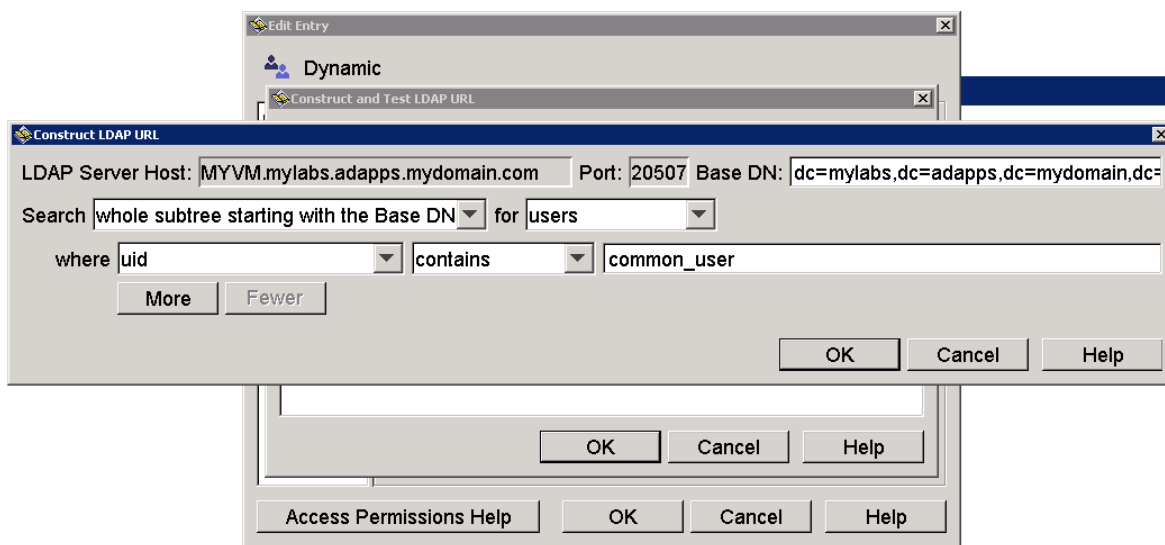 Edit Entry
Dynamic
Construct and Test LDAP URL
Construct LDAP URL
LDAP Server Host: MYVM.mylabs.adapps.mydomain.com Port: 20507 Base DN: dc=mylabs,dc=adapps,dc=mydomain,dc=
Search whole subtree starting with the Base DN for users
where uid contains common_user
More Fewer
OK Cancel Help
OK Cancel Help
Access Permissions Help OK Cancel Help